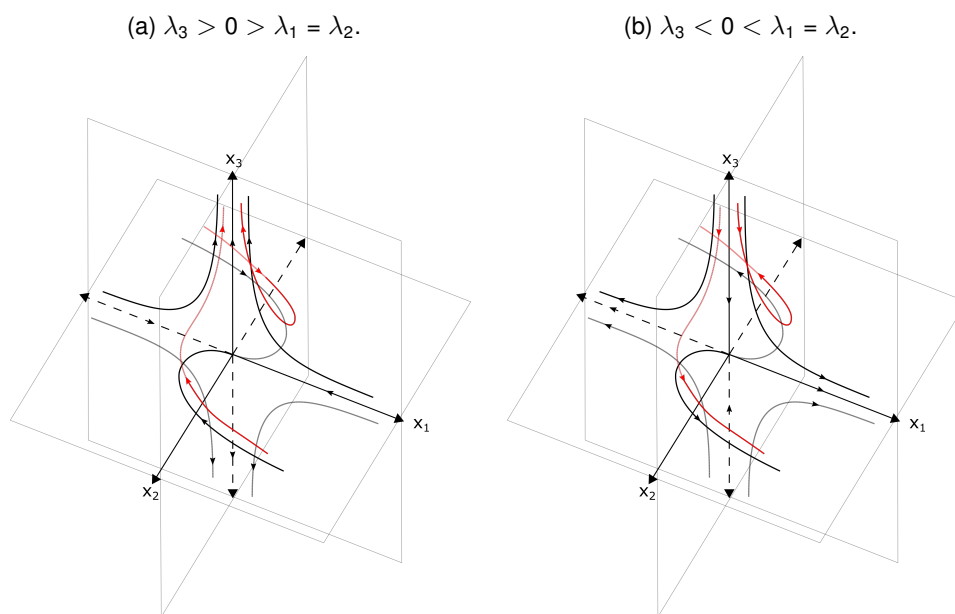 (a) λ₃ > 0 > λ₁ = λ₂.
(b) λ₃ < 0 < λ₁ = λ₂.
x₃
x₃
x₁
x₁
x₂
x₂